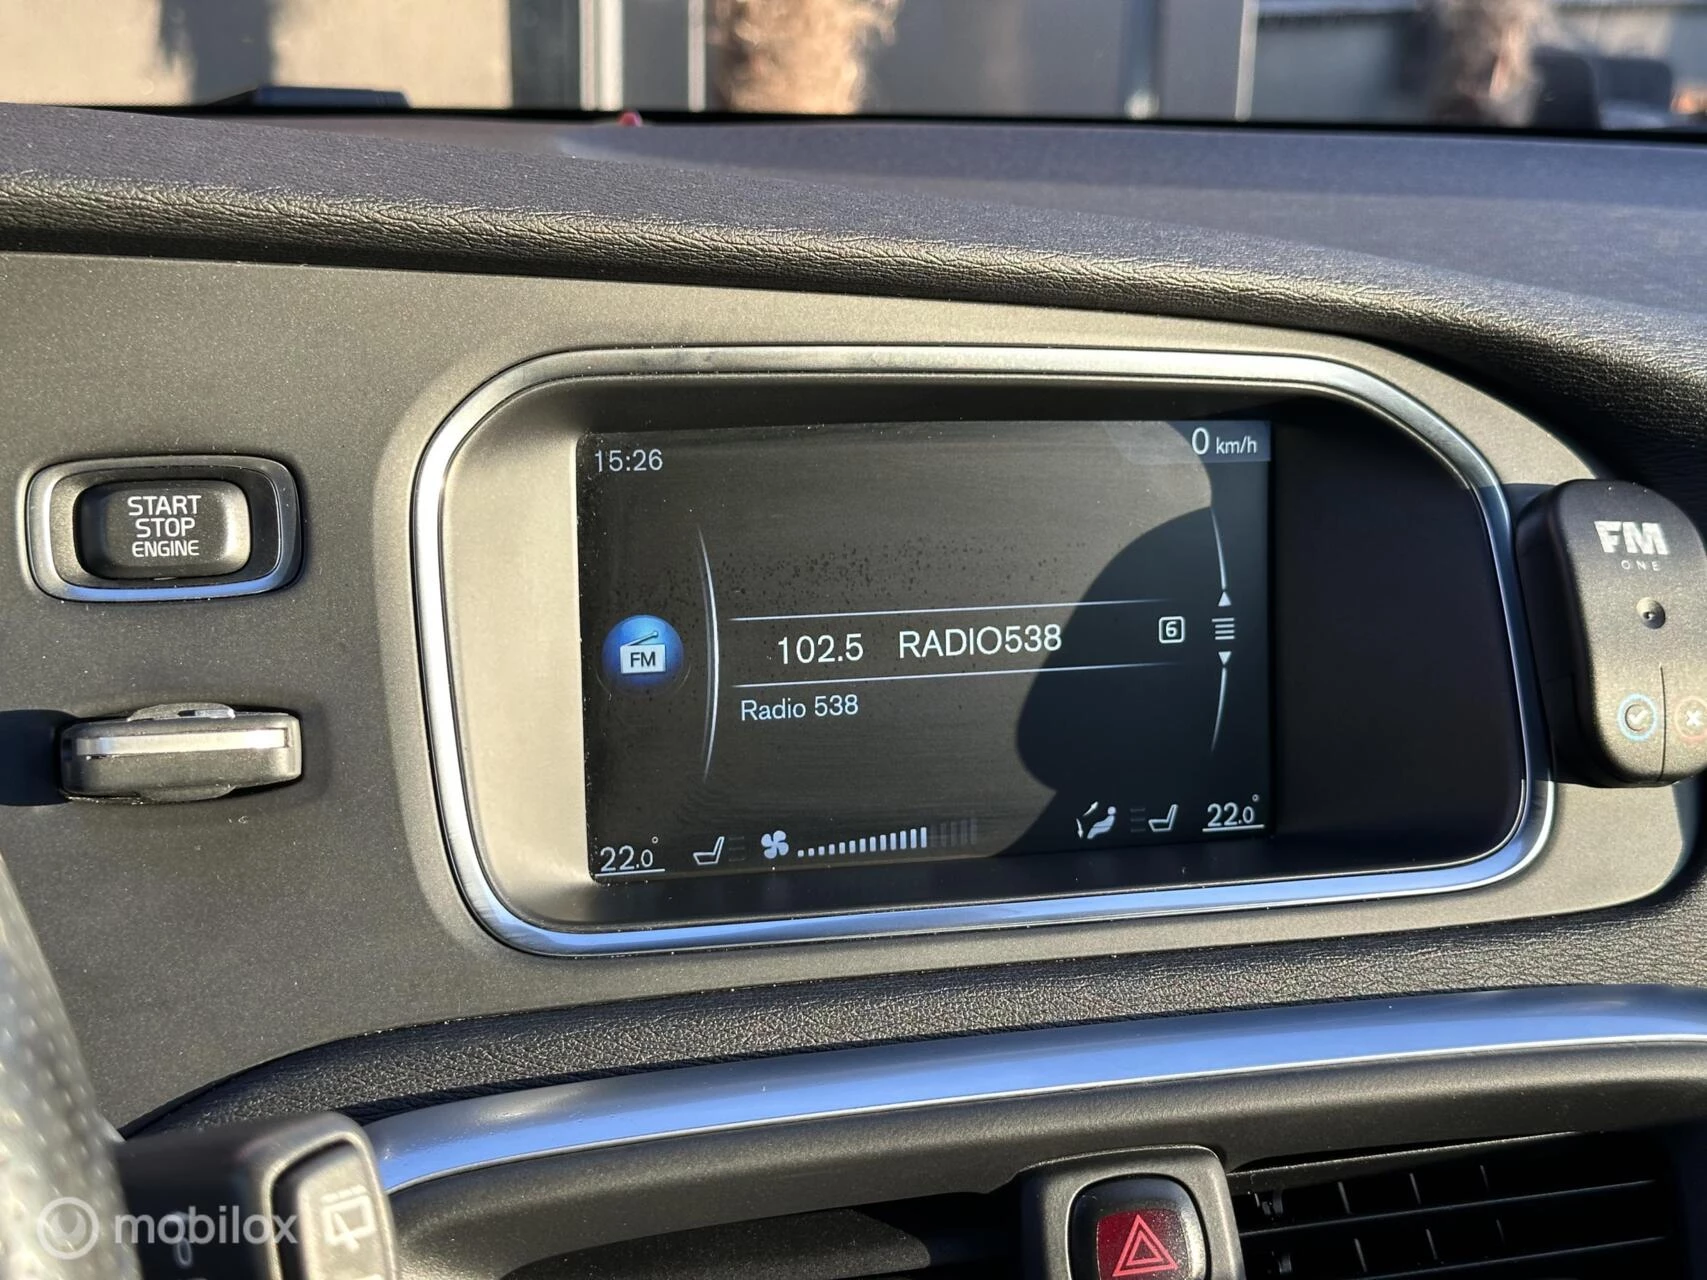 15:26
0 km/h
START
STOP
ENGINE
FM
ONE
102.5 RADIO538 6
FM
Radio 538
22.0°
22.0°
mobilox